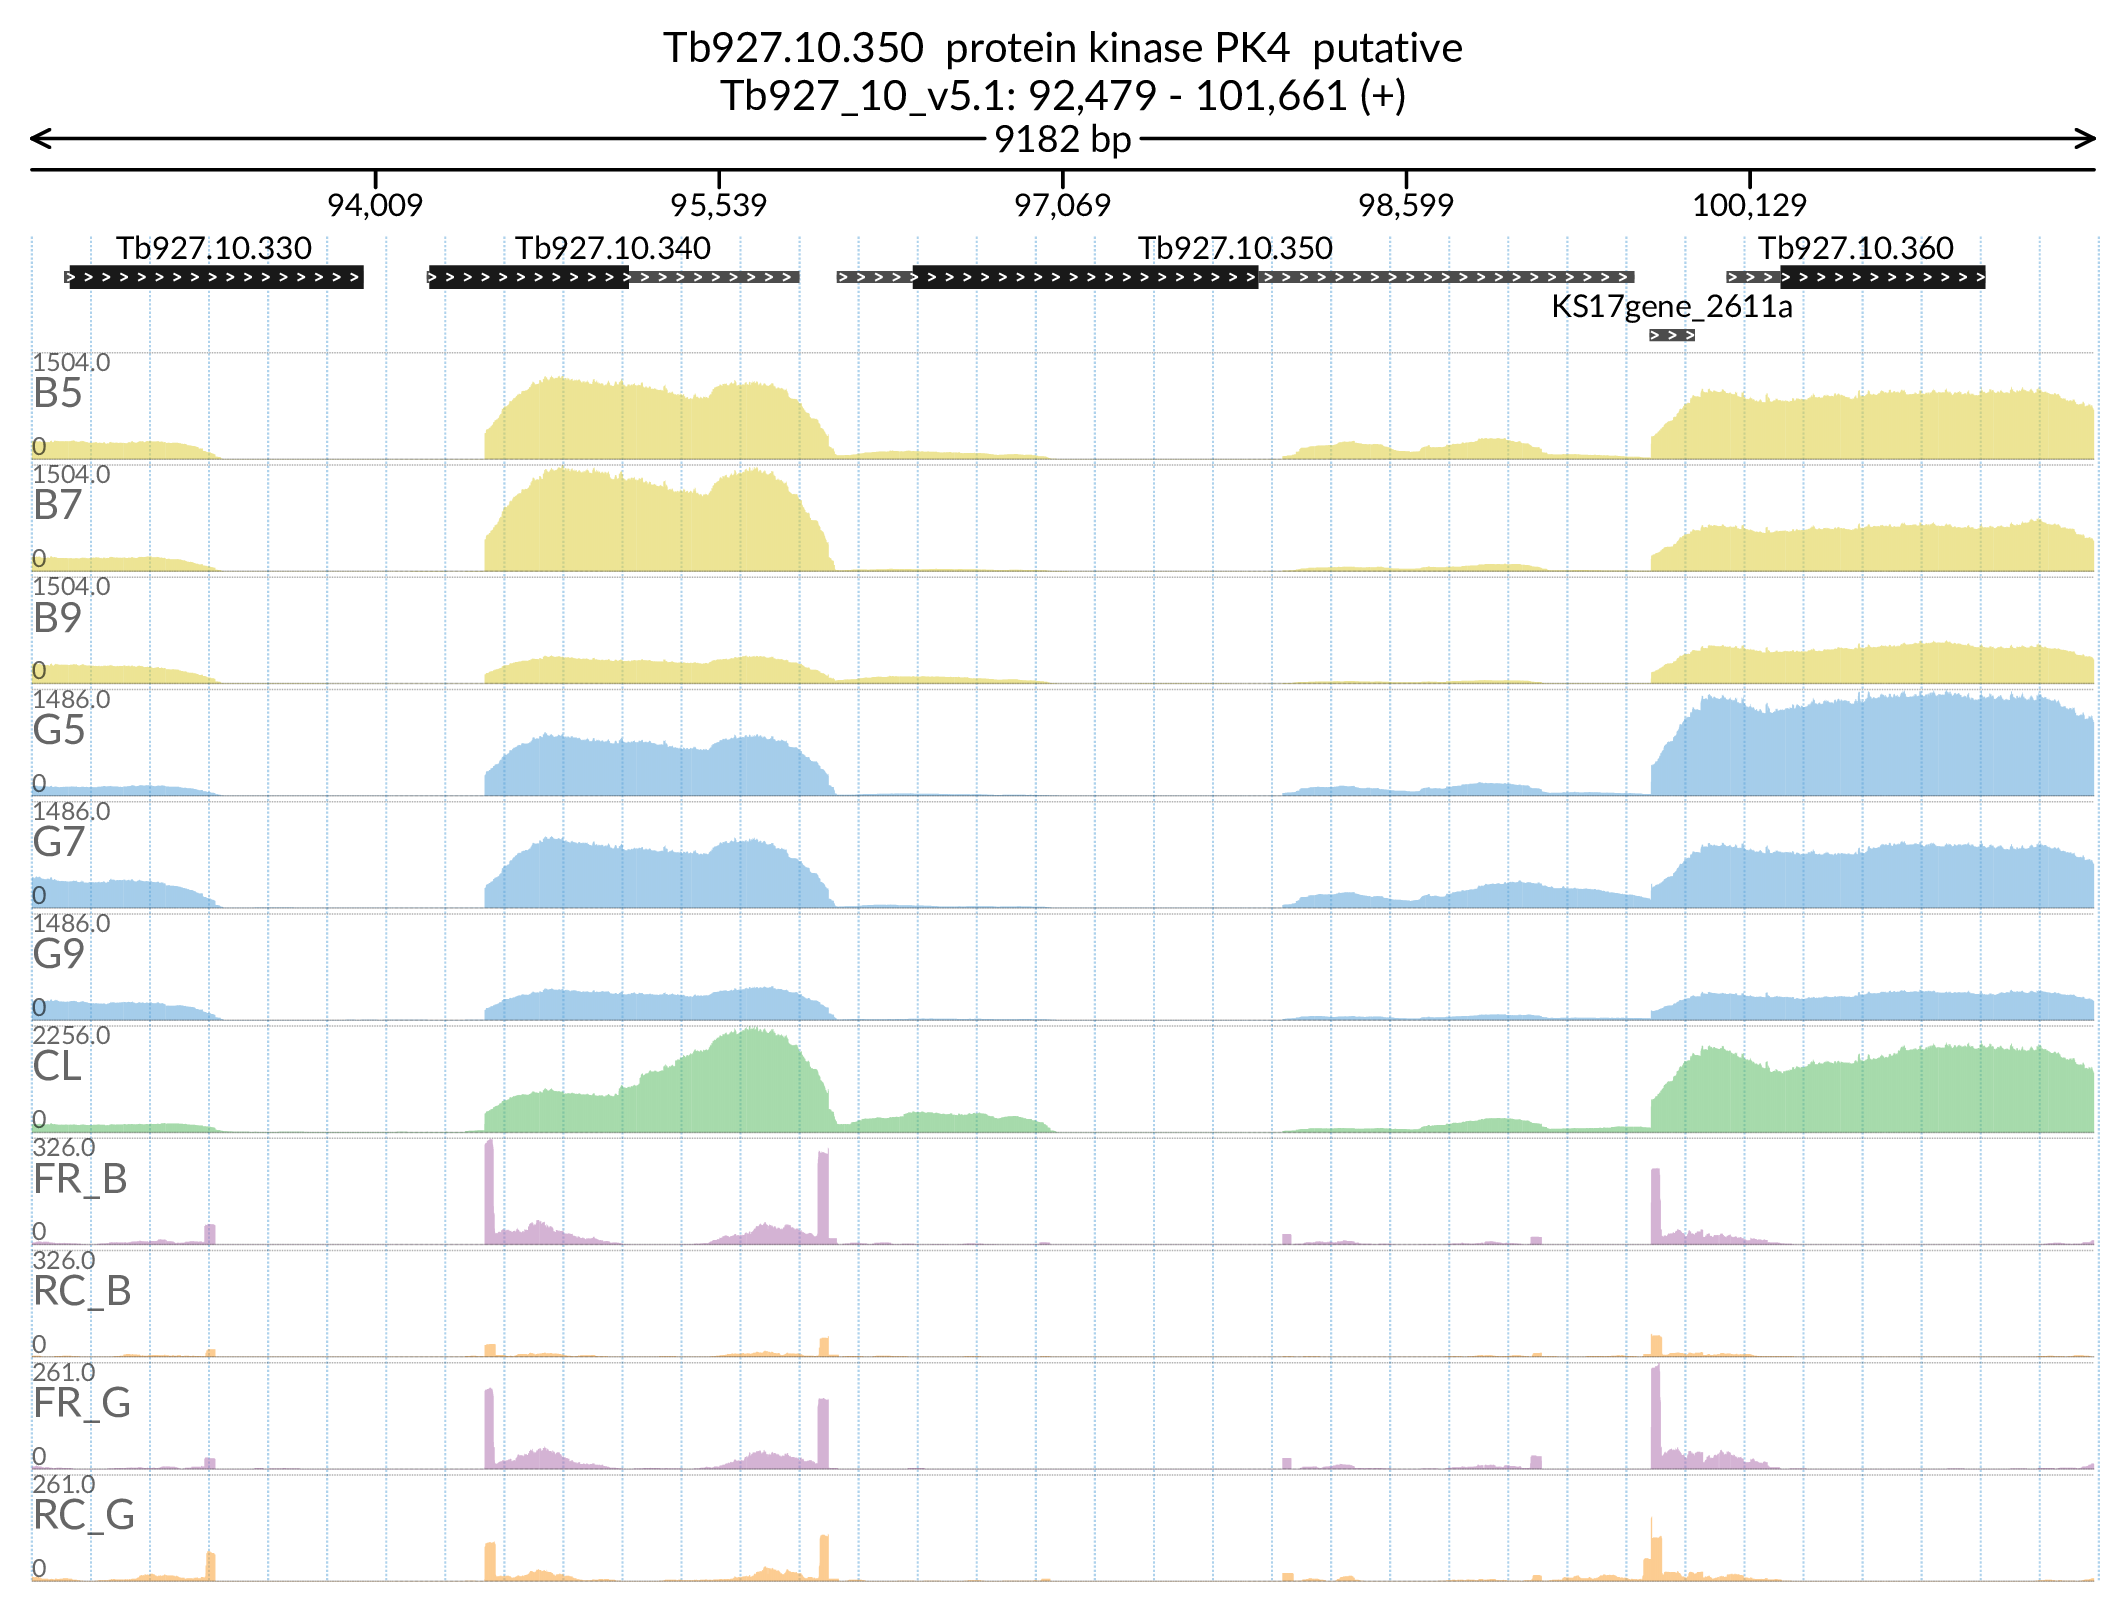 Tb927.10.350  protein kinase PK4  putative
Tb927_10_v5.1: 92,479 - 101,661 (+)
9182 bp
94,009 95,539 97,069 98,599 100,129
Tb927.10.330 Tb927.10.340 Tb927.10.350 Tb927.10.360
KS17gene_2611a
1504.0
B5
0
1504.0
B7
0
1504.0
B9
0
1486.0
G5
0
1486.0
G7
0
1486.0
G9
0
2256.0
CL
0
326.0
FR_B
0
326.0
RC_B
0
261.0
FR_G
0
261.0
RC_G
0